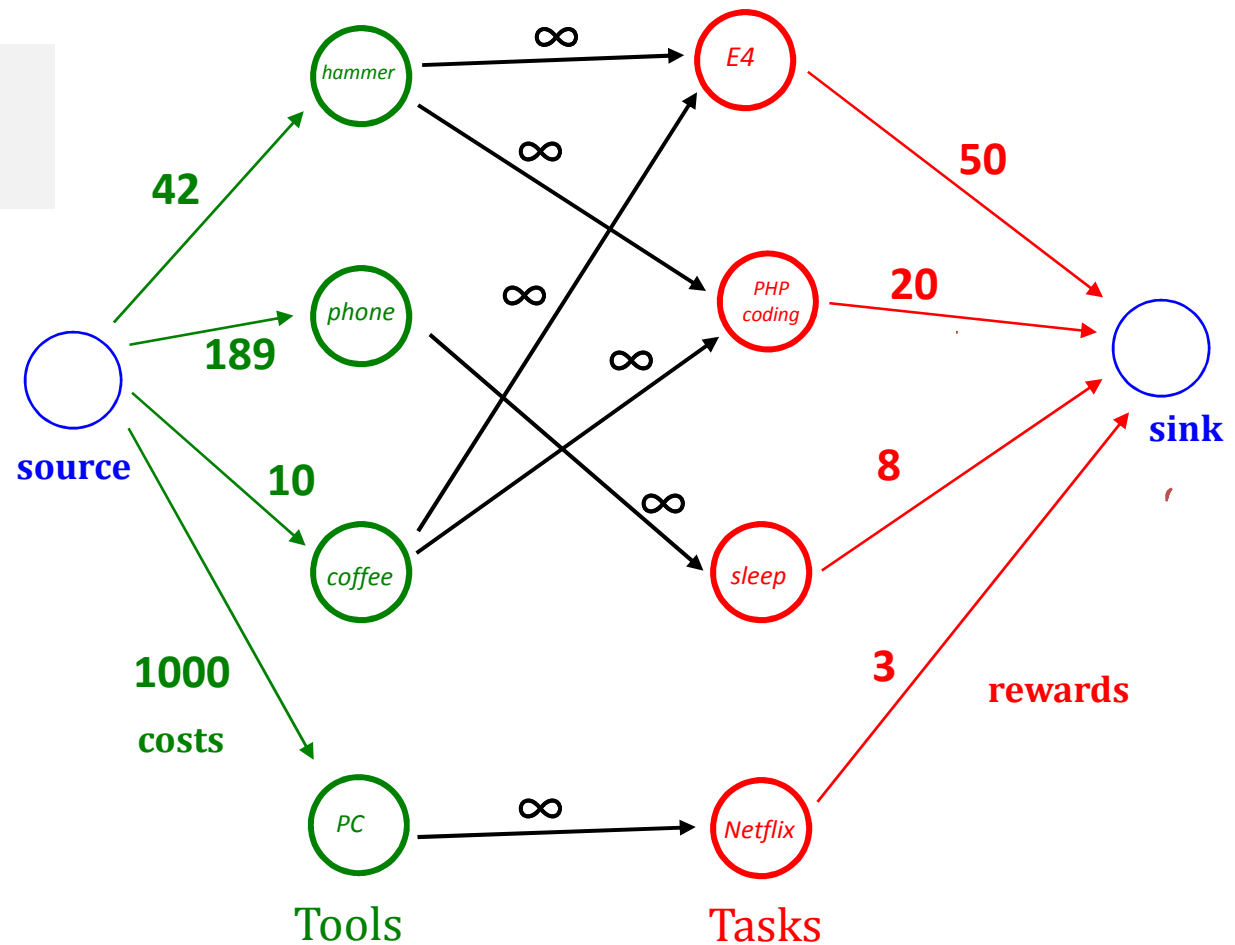 ∞
hammer
E4
∞
50
42
∞
PHP
coding
20
phone
189
∞
source
sink
10
8
∞
coffee
sleep
1000
costs
3
rewards
PC
∞
Netflix
Tools
Tasks